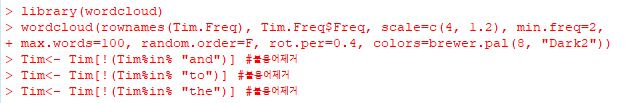 > library(wordcloud)
> wordcloud(rownames(Tim.Freq), Tim.Freq$Freq, scale=c(4, 1.2), min.freq=2,
+ max.words=100, random.order=F, rot.per=0.4, colors=brewer.pal(8, "Dark2"))
> Tim<- Tim[!(Tim%in% "and")] #불용어제거
> Tim<- Tim[!(Tim%in% "to")] #불용어제거
> Tim<- Tim[!(Tim%in% "the")] #불용어제거